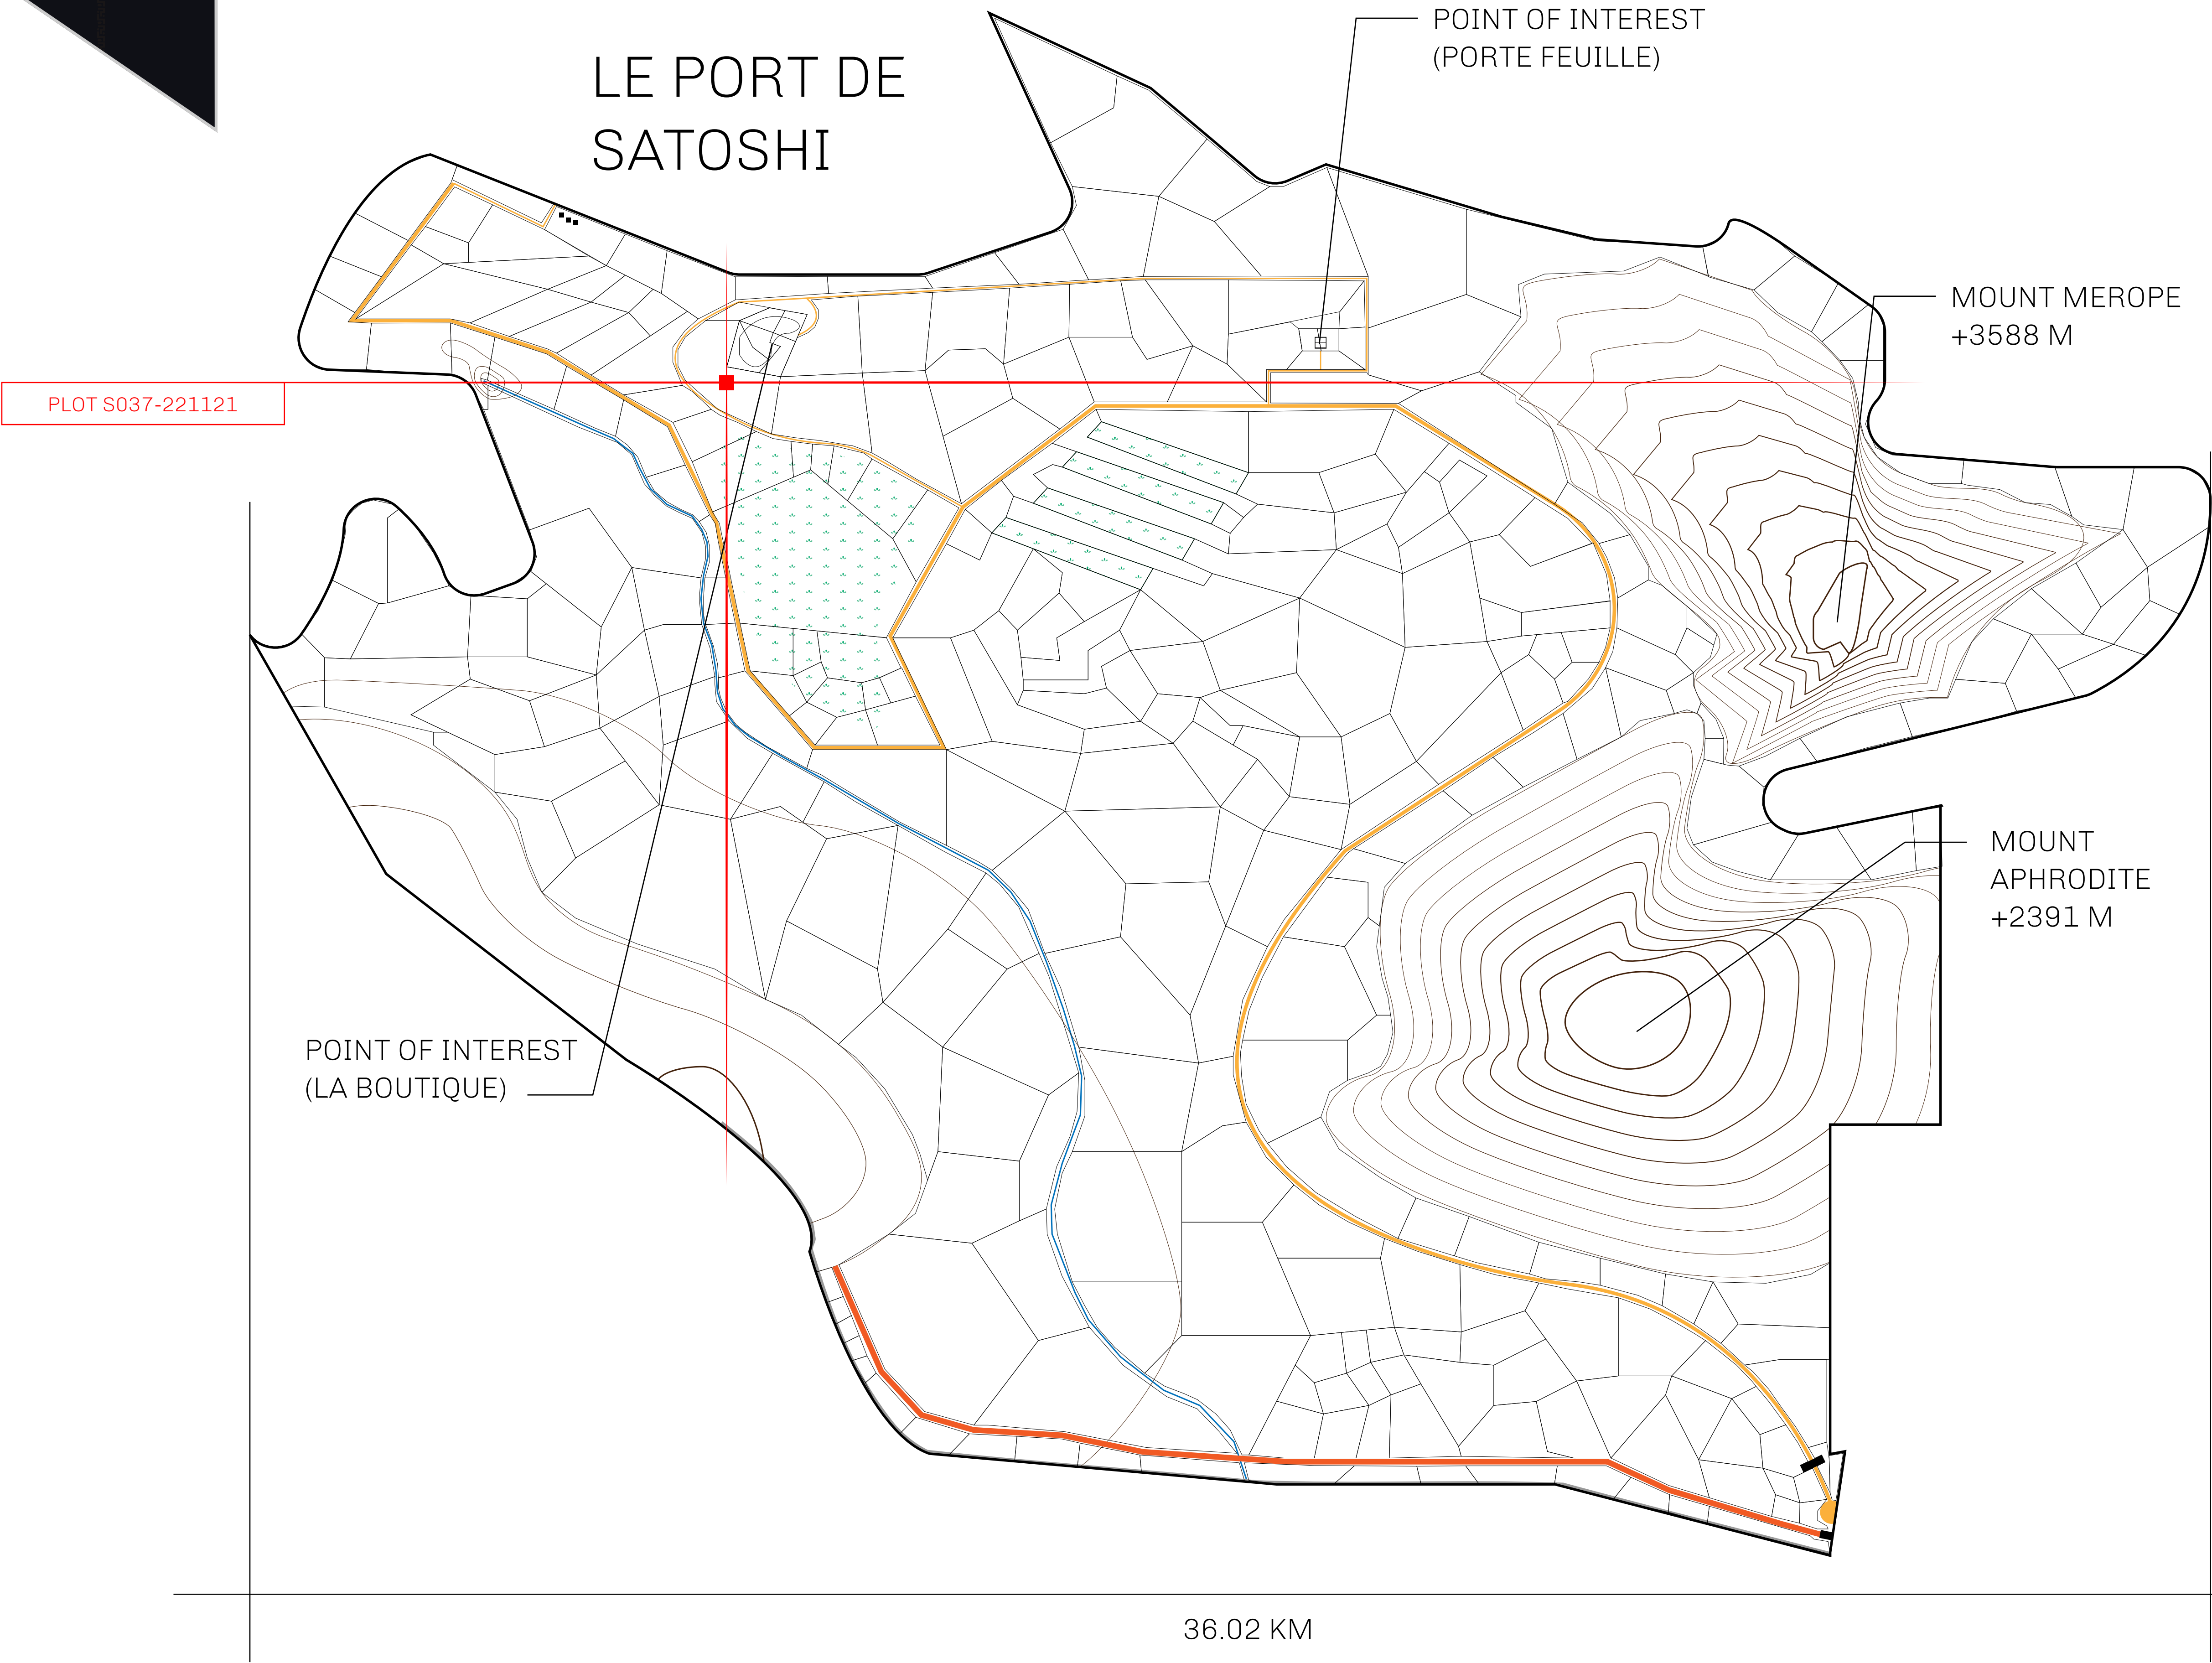 LE PORT DE
SATOSHI
POINT OF INTEREST
(PORTE FEUILLE)
MOUNT MEROPE
+3588 M
PLOT S037-221121
MOUNT
APHRODITE
+2391 M
POINT OF INTEREST
(LA BOUTIQUE)
36.02 KM